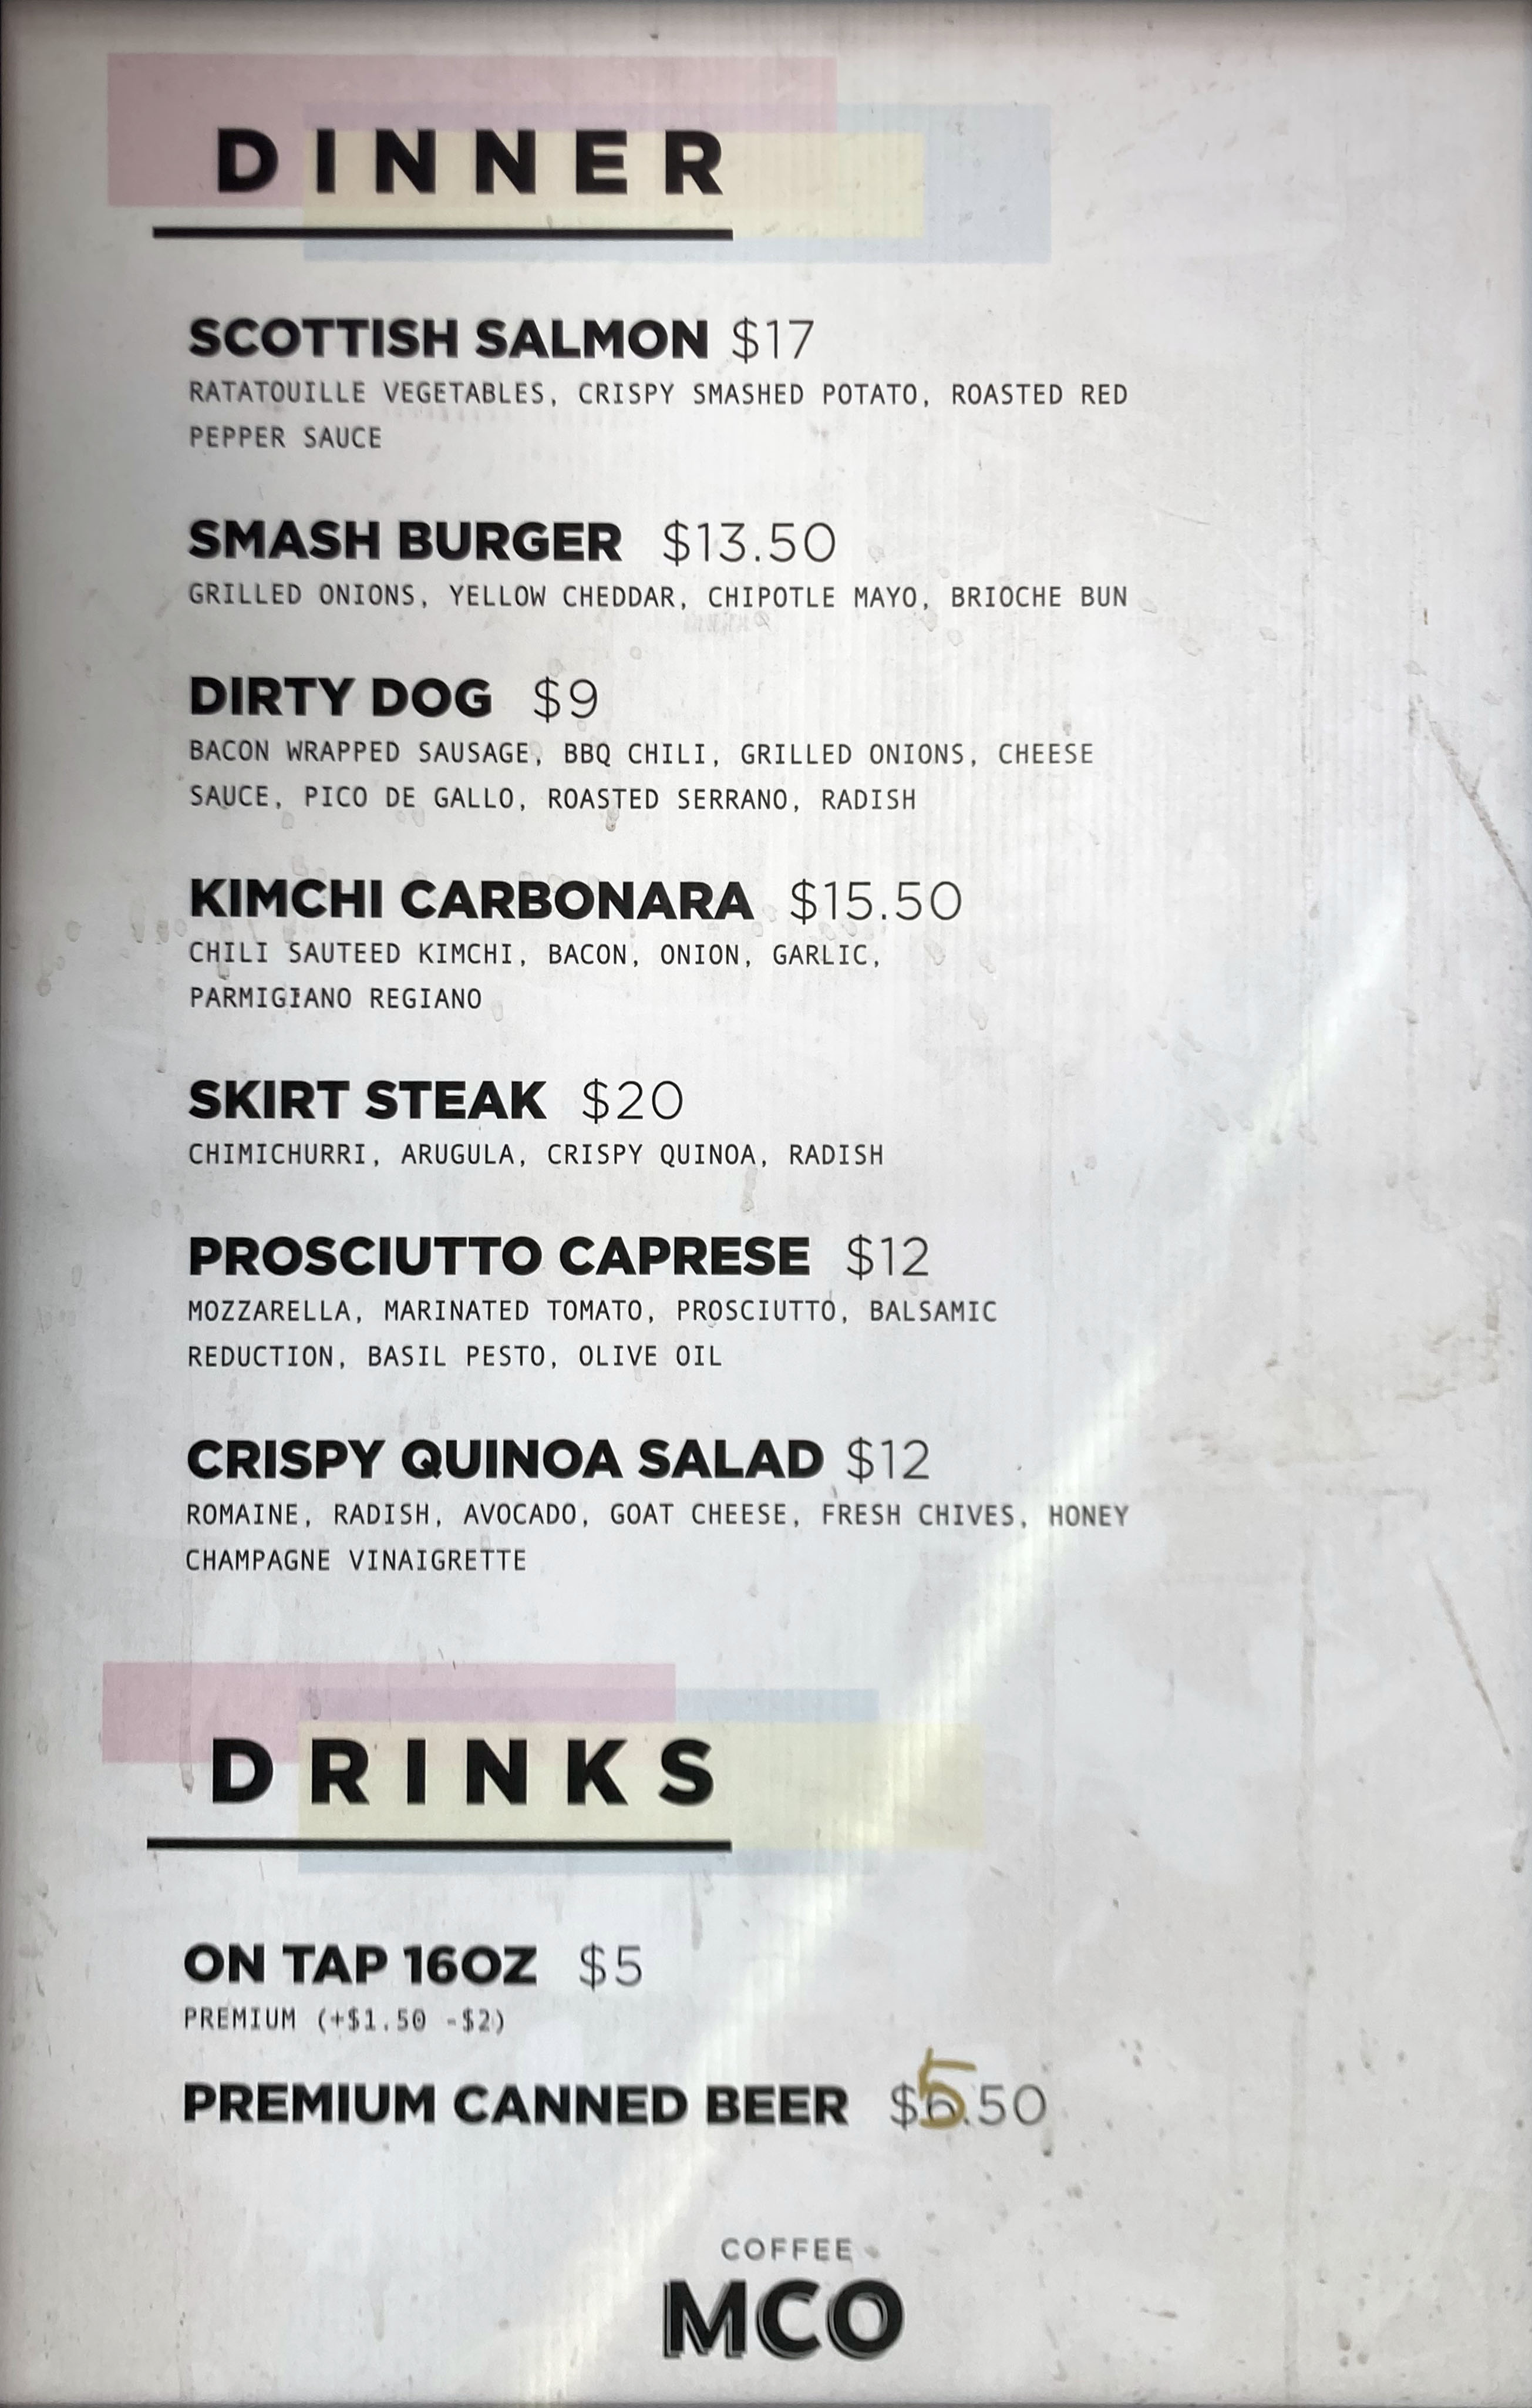 DINNER
SCOTTISH SALMON $17
RATATOUILLE VEGETABLES, CRISPY SMASHED POTATO, ROASTED RED
PEPPER SAUCE
SMASH BURGER $13.50
GRILLED ONIONS, YELLOW CHEDDAR, CHIPOTLE MAYO, BRIOCHE BUN
DIRTY DOG $9
BACON WRAPPED SAUSAGE, BBQ CHILI, GRILLED ONIONS, CHEESE
SAUCE, PICO DE GALLO, ROASTED SERRANO, RADISH
KIMCHI CARBONARA $15.50
CHILI SAUTEED KIMCHI, BACON, ONION, GARLIC,
PARMIGIANO REGIANO
SKIRT STEAK $20
CHIMICHURRI, ARUGULA, CRISPY QUINOA, RADISH
PROSCIUTTO CAPRESE $12
MOZZARELLA, MARINATED TOMATO, PROSCIUTTO, BALSAMIC
REDUCTION, BASIL PESTO, OLIVE OIL
CRISPY QUINOA SALAD $12
ROMAINE, RADISH, AVOCADO, GOAT CHEESE, FRESH CHIVES, HONEY
CHAMPAGNE VINAIGRETTE
DRINKS
ON TAP 16OZ $5
PREMIUM (+$1.50 -$2)
PREMIUM CANNED BEER $5.50
COFFEE
MCO